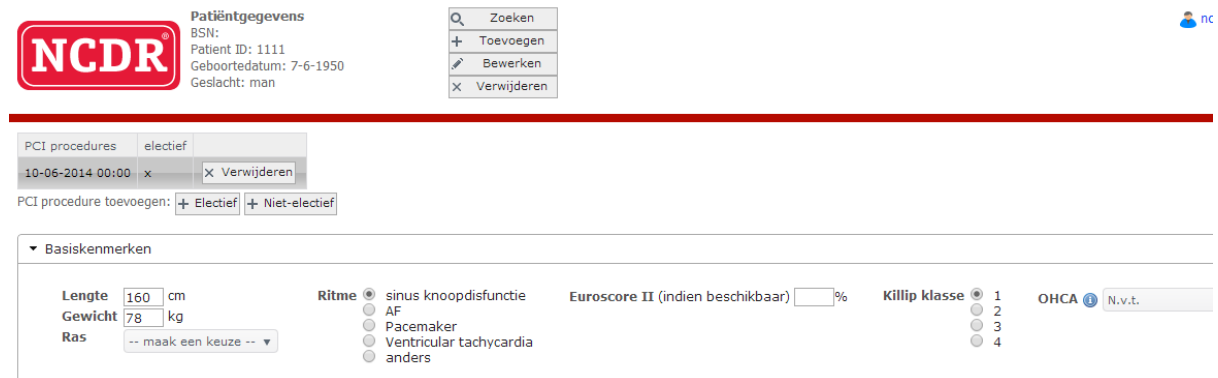 NCDR®
Patiëntgegevens
BSN:
Patient ID: 1111
Geboortedatum: 7-6-1950
Geslacht: man
Zoeken
+ Toevoegen
Bewerken
× Verwijderen
PCI procedures electief
10-06-2014 00:00 x × Verwijderen
PCI procedure toevoegen: + Electief + Niet-electief
Basiskenmerken
Lengte 160 cm
Gewicht 78 kg
Ras -- maak een keuze --
Ritme sinus knoopdisfunctie
AF
Pacemaker
Ventricular tachycardia
anders
Euroscore II (indien beschikbaar) %
Killip klasse 1
2
3
4
OHCA N.v.t.